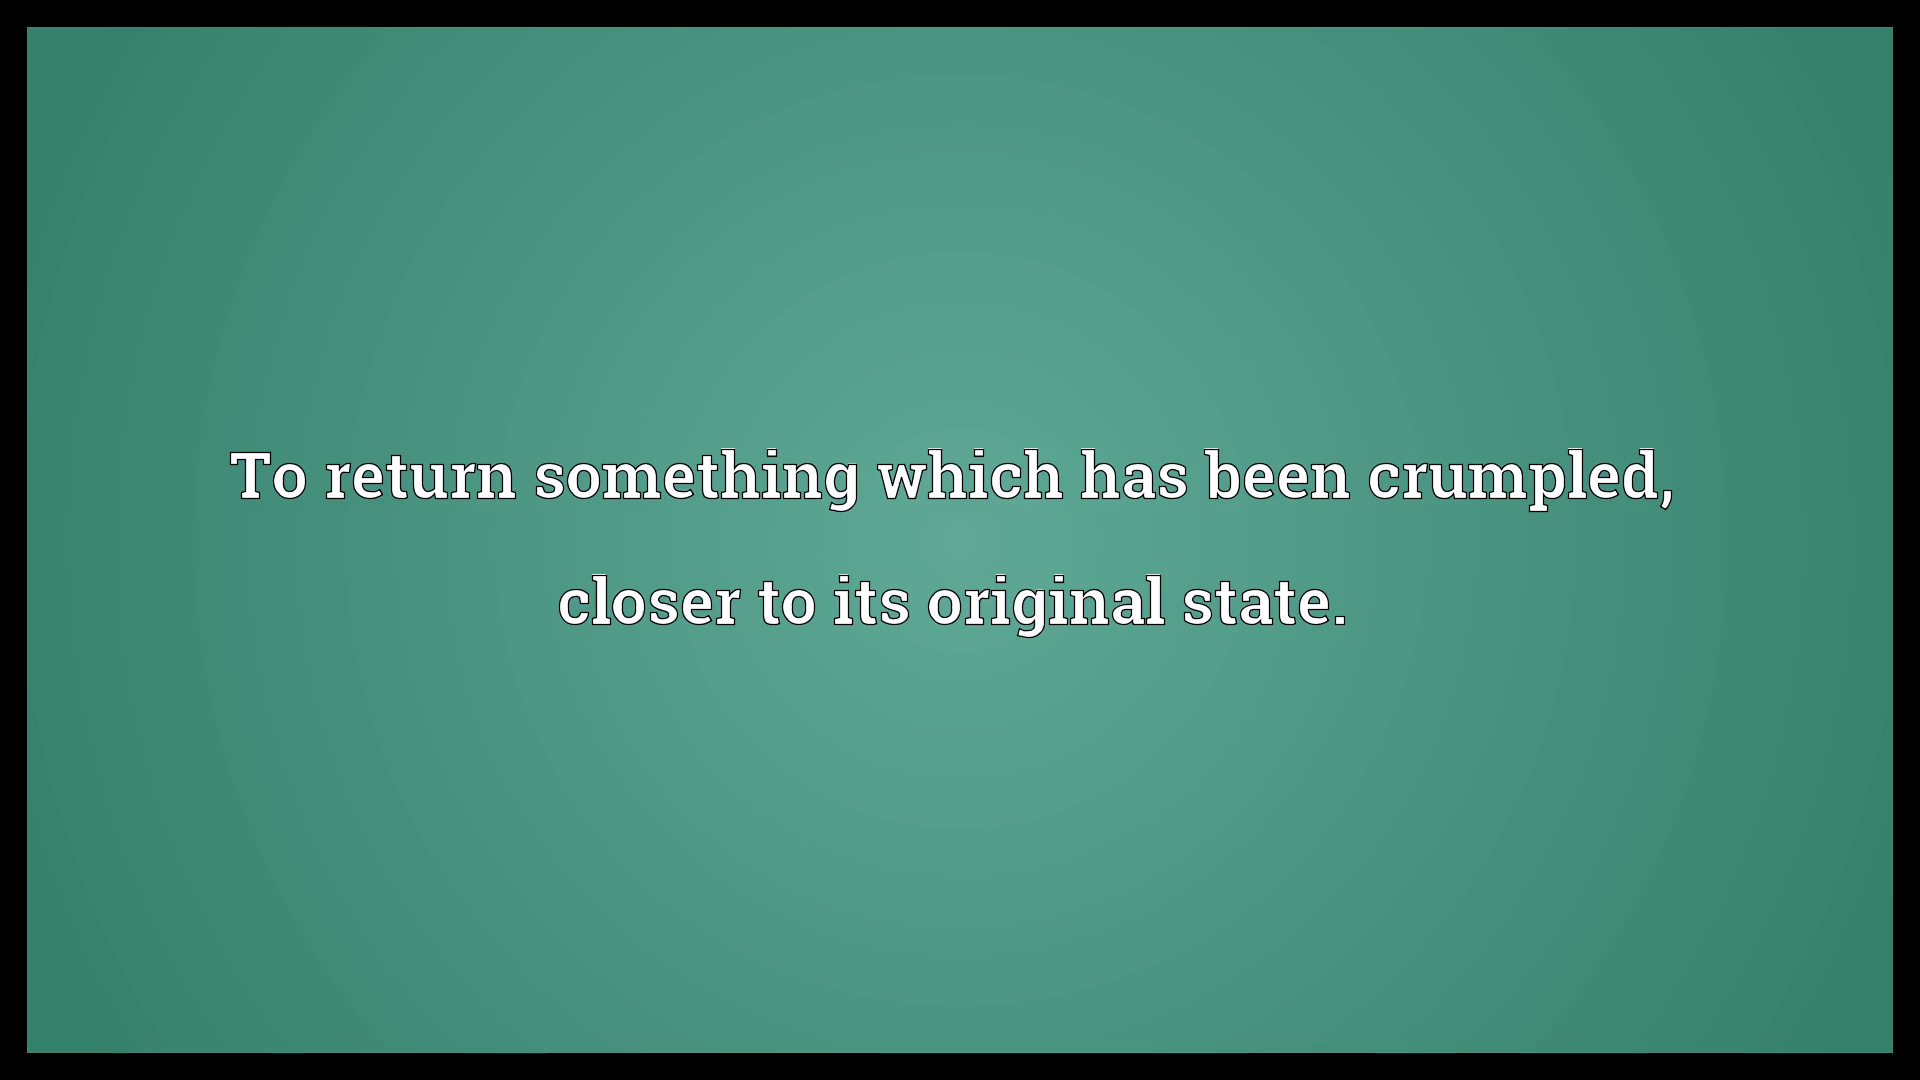 To return something which has been crumpled,
closer to its original state.